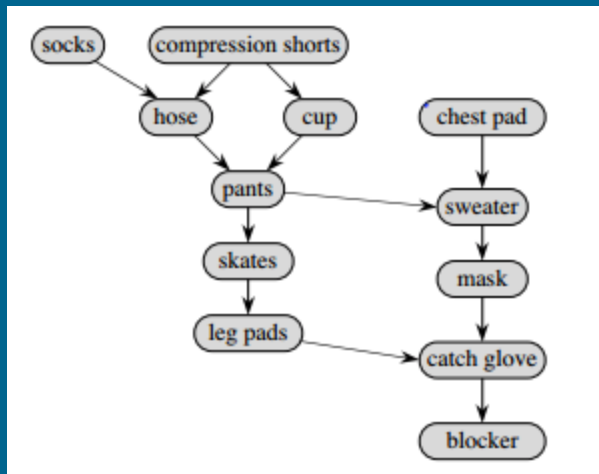 socks
compression shorts
hose
cup
chest pad
pants
sweater
skates
mask
leg pads
catch glove
blocker